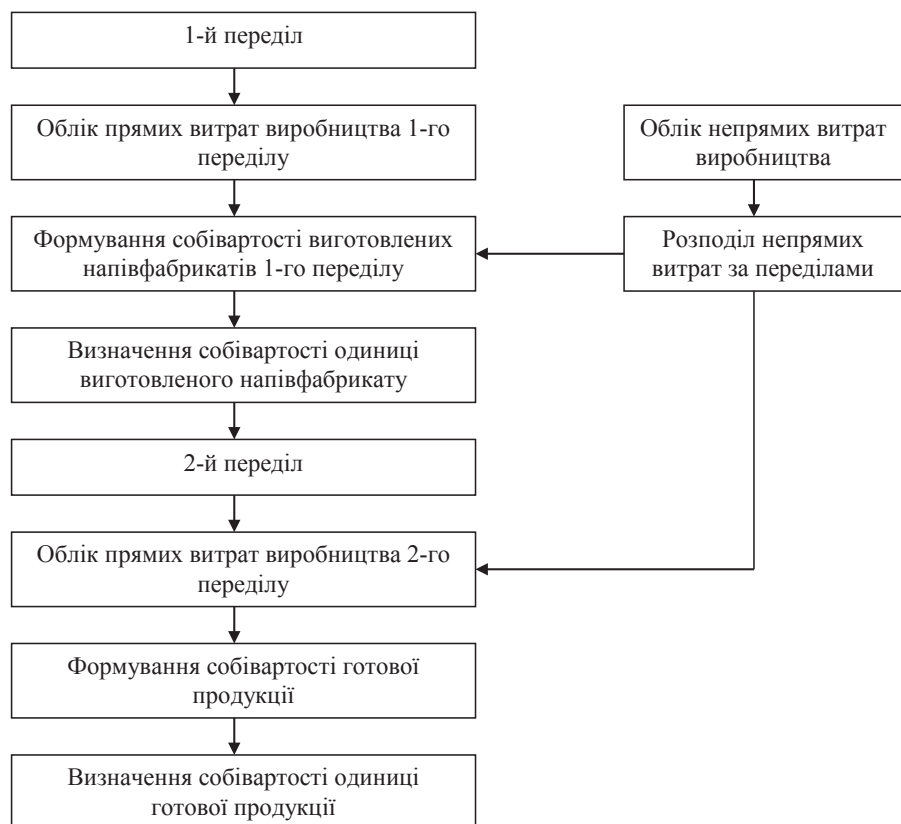 1-й переділ
Облік прямих витрат виробництва 1-го
переділу
Облік непрямих витрат
виробництва
Формування собівартості виготовлених
напівфабрикатів 1-го переділу
Розподіл непрямих
витрат за переділами
Визначення собівартості одиниці
виготовленого напівфабрикату
2-й переділ
Облік прямих витрат виробництва 2-го
переділу
Формування собівартості готової
продукції
Визначення собівартості одиниці
готової продукції